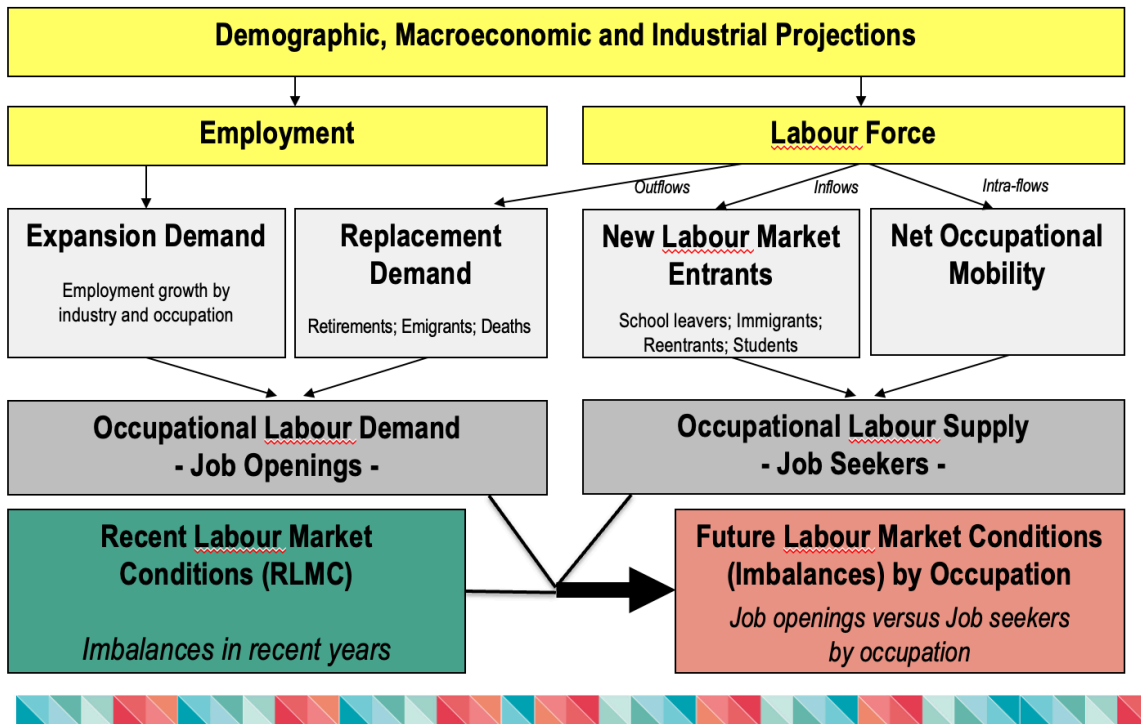 Demographic, Macroeconomic and Industrial Projections
Employment
Labour Force
Outflows
Inflows
Intra-flows
Expansion Demand
Employment growth by
industry and occupation
Replacement
Demand
Retirements; Emigrants; Deaths
New Labour Market
Entrants
School leavers; Immigrants;
Reentrants; Students
Net Occupational
Mobility
Occupational Labour Demand
- Job Openings -
Occupational Labour Supply
- Job Seekers -
Recent Labour Market
Conditions (RLMC)
Imbalances in recent years
Future Labour Market Conditions
(Imbalances) by Occupation
Job openings versus Job seekers
by occupation